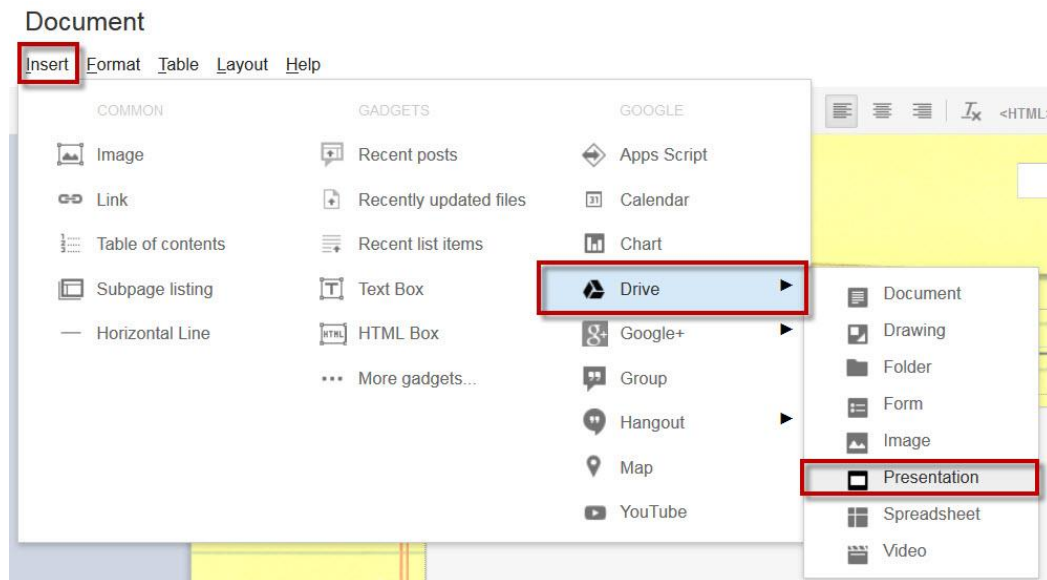 Document
Insert Format Table Layout Help
COMMON
Image
Link
Table of contents
Subpage listing
Horizontal Line
GADGETS
Recent posts
Recently updated files
Recent list items
Text Box
HTML Box
More gadgets...
GOOGLE
Apps Script
Calendar
Chart
Drive
Google+
Group
Hangout
Map
YouTube
<HTML>
Document
Drawing
Folder
Form
Image
Presentation
Spreadsheet
Video